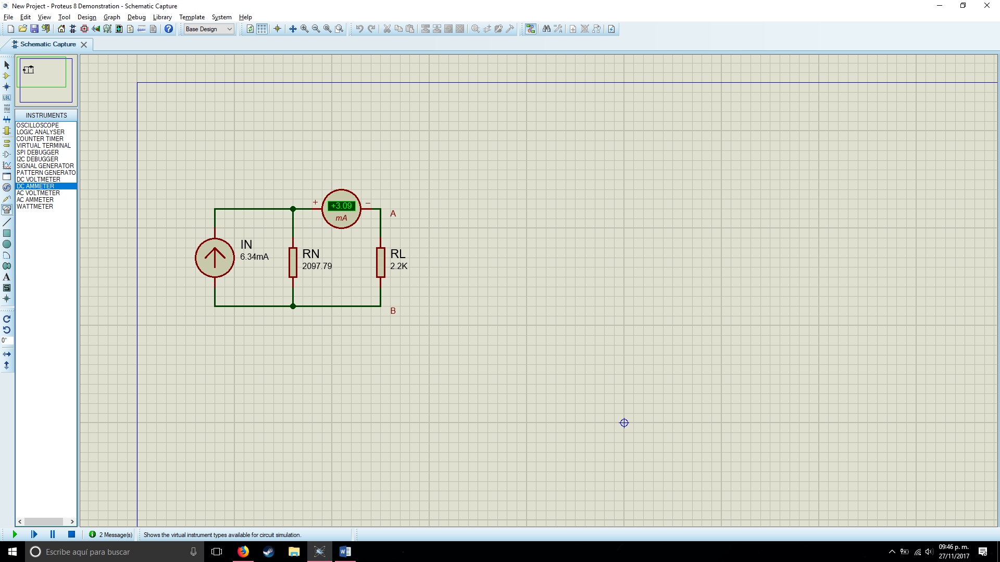 New Project - Proteus 8 Demonstration - Schematic Capture
File Edit View Tool Design Graph Debug Library Template System Help
Base Design
Schematic Capture
INSTRUMENTS
OSCILLOSCOPE
LOGIC ANALYSER
COUNTER TIMER
VIRTUAL TERMINAL
SPI DEBUGGER
I2C DEBUGGER
SIGNAL GENERATOR
PATTERN GENERATO
DC VOLTMETER
DC AMMETER
AC VOLTMETER
AC AMMETER
WATTMETER
LBL
A
S
0°
+ +3.09 −
mA
A
IN
6.34mA
RN
2097.79
RL
2.2K
B
2 Message(s)
Shows the virtual instrument types available for circuit simulation.
Escribe aquí para buscar
09:46 p. m.
27/11/2017